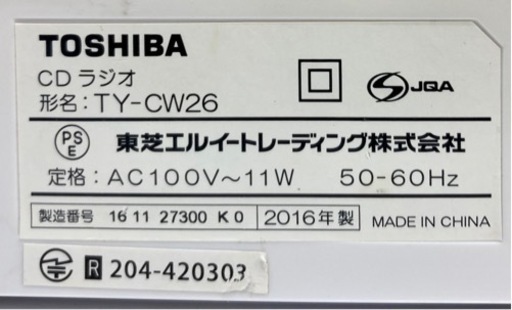 TOSHIBA
CDラジオ
形名:TY-CW26
S JQA
PS E 東芝エルイートレーディング株式会社
定格:AC100V～11W 50-60Hz
製造番号 16 11 27300 K 0 2016年製 MADE IN CHINA
R 204-420303